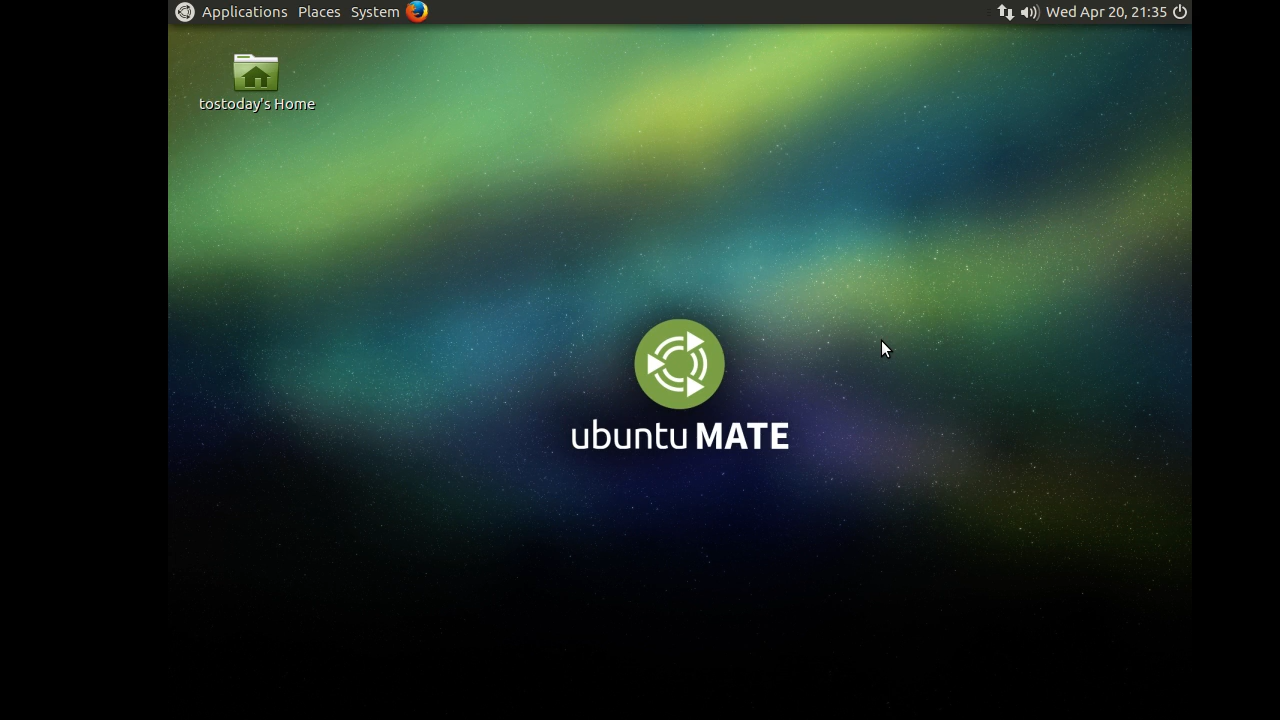 Applications Places System Wed Apr 20, 21:35
tostoday's Home
ubuntu MATE